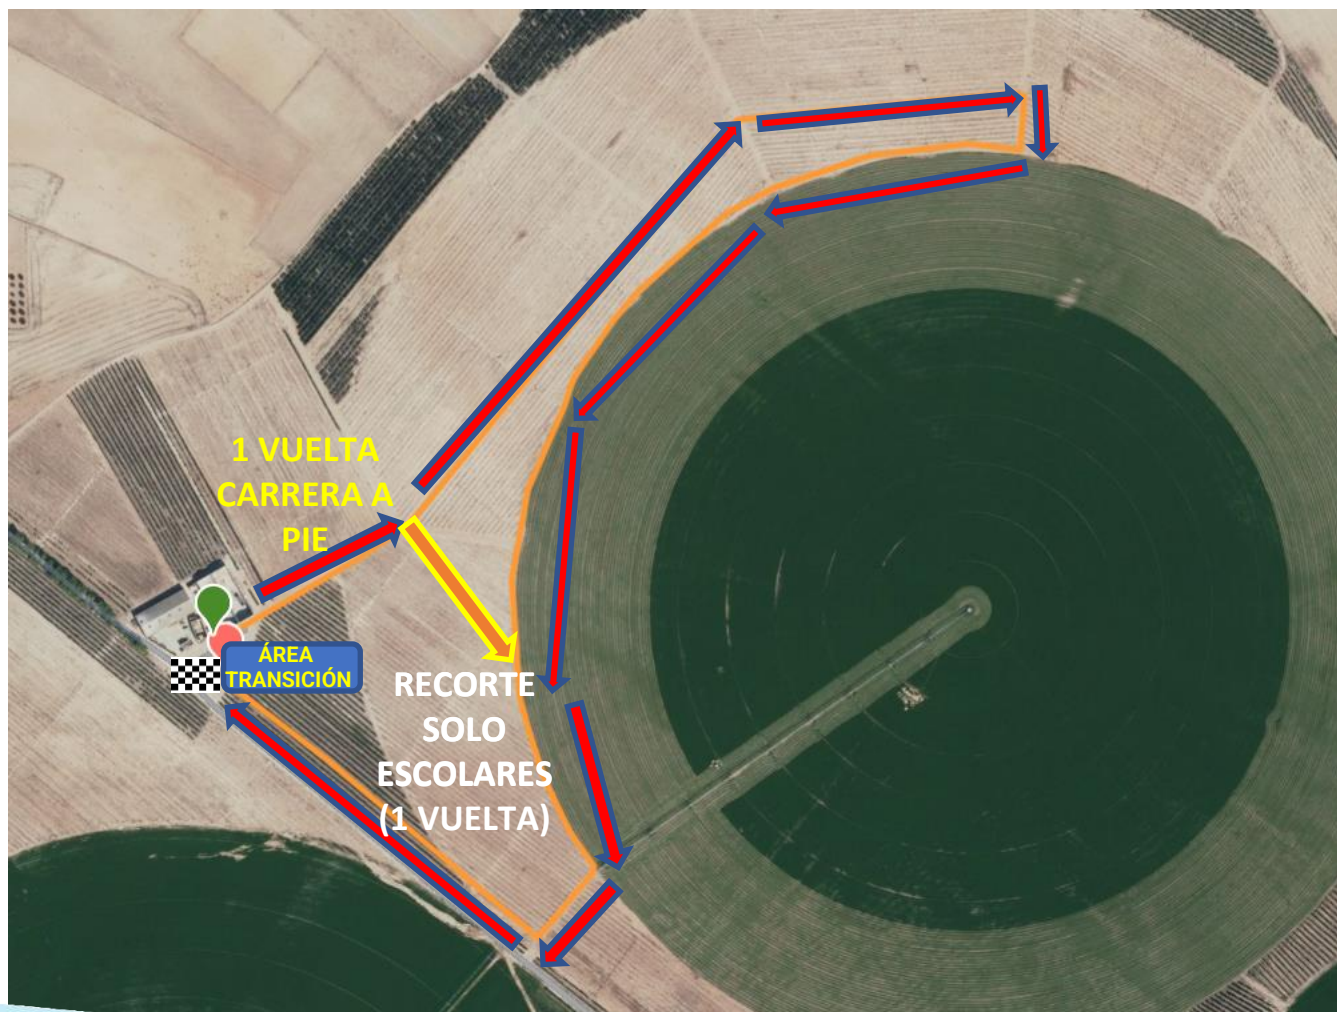 1 VUELTA
CARRERA A
PIE
ÁREA
TRANSICIÓN
RECORTE
SOLO
ESCOLARES
(1 VUELTA)